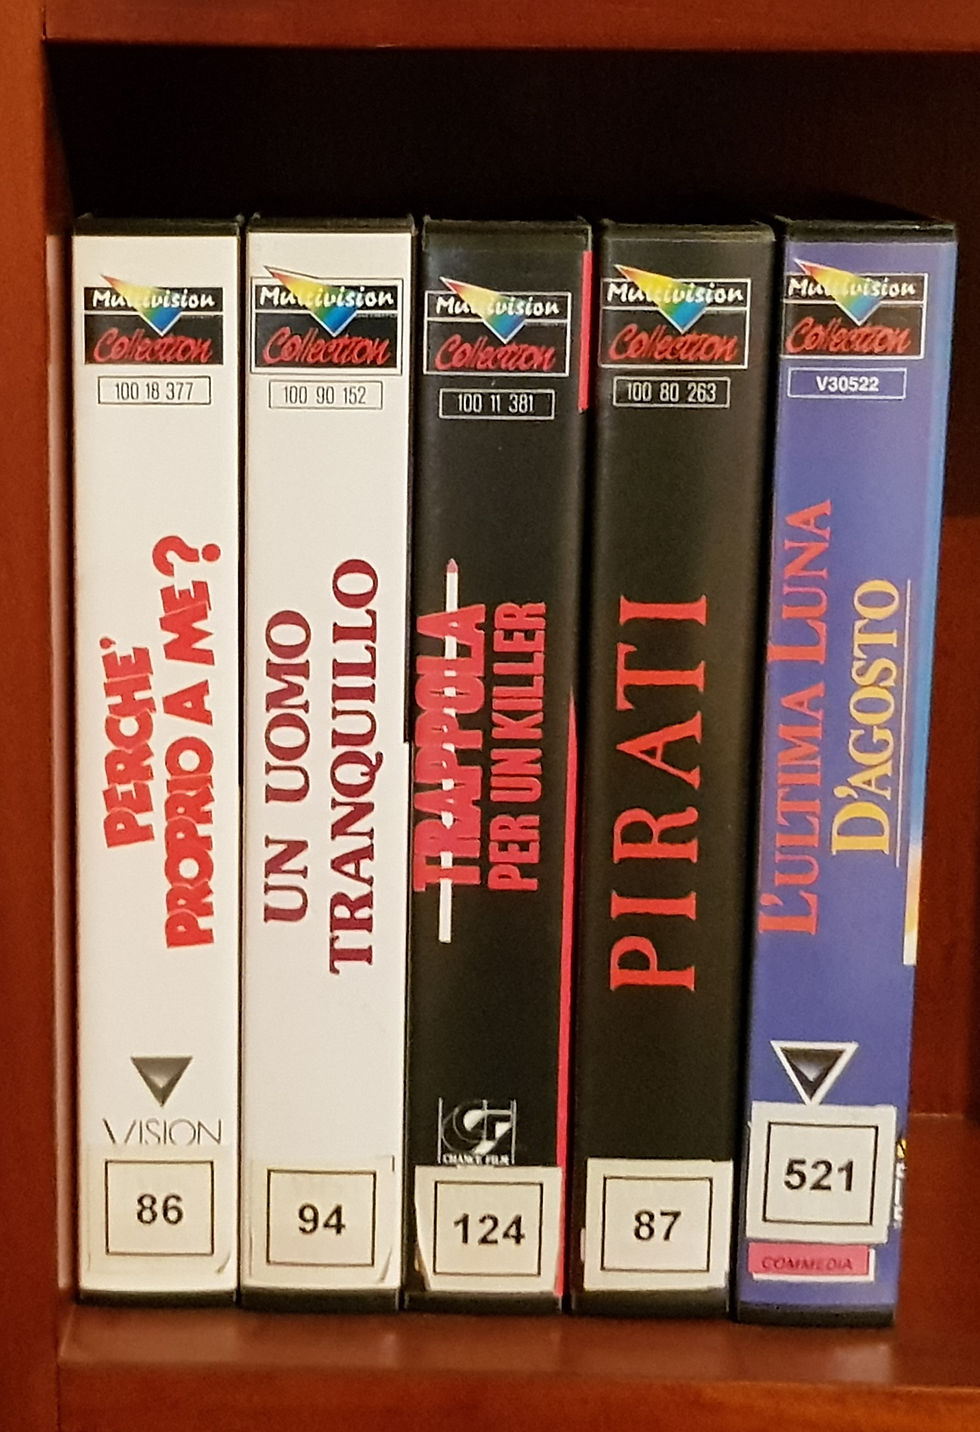 Multivision
Collection
100 18 377
PERCHE'
PROPRIO A ME?
VISION
86
Multivision
Collection
100 90 152
UN UOMO
TRANQUILLO
94
Multivision
Collection
100 11 381
TRAPPOLA
PER UN KILLER
CHANCE FILM
124
Multivision
Collection
100 80 263
PIRATI
87
Multivision
Collection
V30522
L'ULTIMA LUNA
D'AGOSTO
521
COMMEDIA